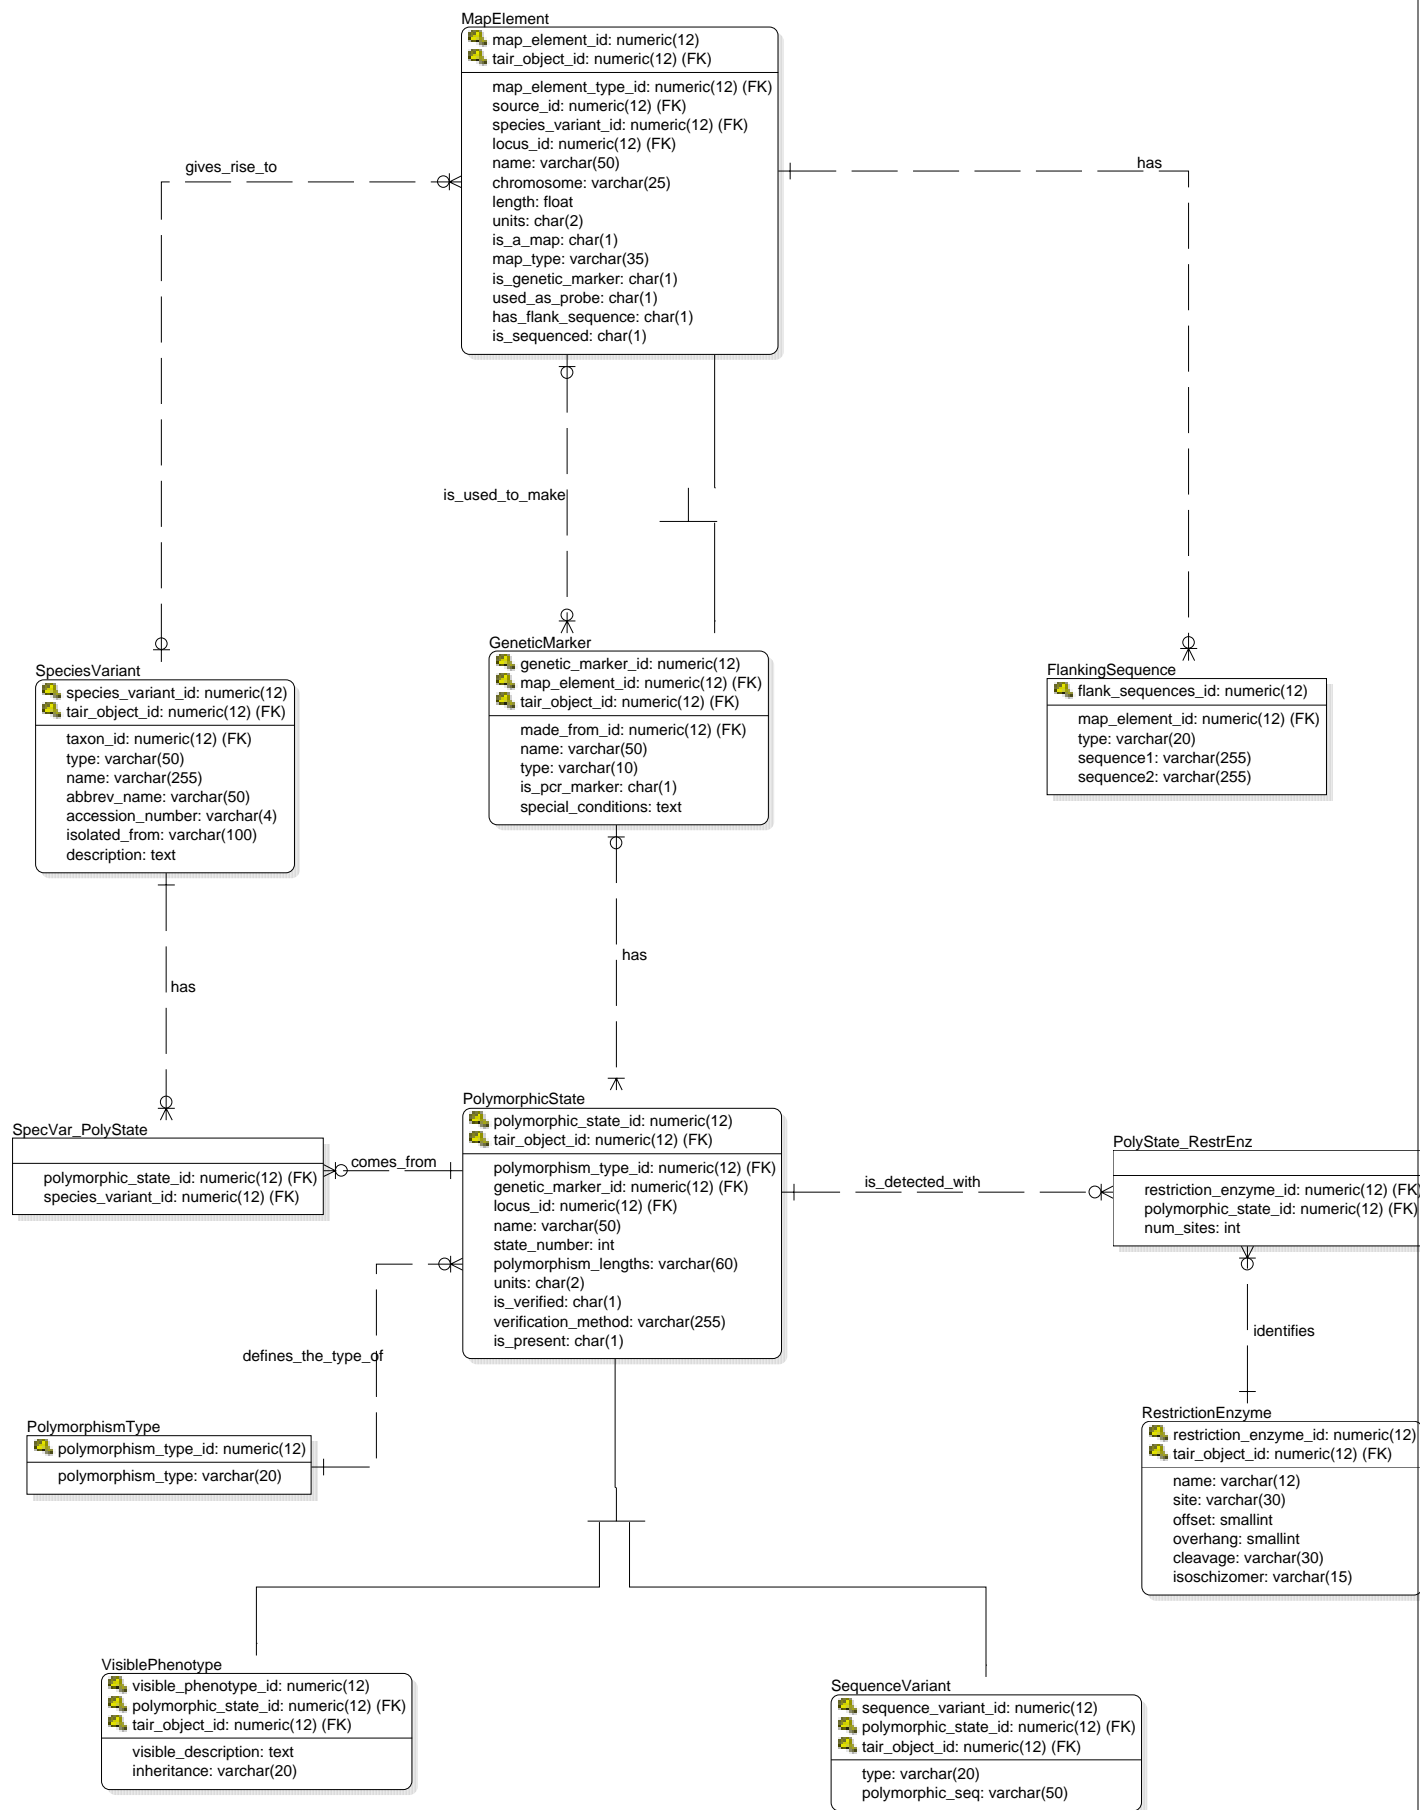 MapElement
map_element_id: numeric(12)
tair_object_id: numeric(12) (FK)
map_element_type_id: numeric(12) (FK)
source_id: numeric(12) (FK)
species_variant_id: numeric(12) (FK)
locus_id: numeric(12) (FK)
name: varchar(50)
chromosome: varchar(25)
length: float
units: char(2)
is_a_map: char(1)
map_type: varchar(35)
is_genetic_marker: char(1)
used_as_probe: char(1)
has_flank_sequence: char(1)
is_sequenced: char(1)
gives_rise_to
has
is_used_to_make
SpeciesVariant
species_variant_id: numeric(12)
tair_object_id: numeric(12) (FK)
taxon_id: numeric(12) (FK)
type: varchar(50)
name: varchar(255)
abbrev_name: varchar(50)
accession_number: varchar(4)
isolated_from: varchar(100)
description: text
GeneticMarker
genetic_marker_id: numeric(12)
map_element_id: numeric(12) (FK)
tair_object_id: numeric(12) (FK)
made_from_id: numeric(12) (FK)
name: varchar(50)
type: varchar(10)
is_pcr_marker: char(1)
special_conditions: text
FlankingSequence
flank_sequences_id: numeric(12)
map_element_id: numeric(12) (FK)
type: varchar(20)
sequence1: varchar(255)
sequence2: varchar(255)
has
has
SpecVar_PolyState
polymorphic_state_id: numeric(12) (FK)
species_variant_id: numeric(12) (FK)
comes_from
PolymorphicState
polymorphic_state_id: numeric(12)
tair_object_id: numeric(12) (FK)
polymorphism_type_id: numeric(12) (FK)
genetic_marker_id: numeric(12) (FK)
locus_id: numeric(12) (FK)
name: varchar(50)
state_number: int
polymorphism_lengths: varchar(60)
units: char(2)
is_verified: char(1)
verification_method: varchar(255)
is_present: char(1)
is_detected_with
PolyState_RestrEnz
restriction_enzyme_id: numeric(12) (FK)
polymorphic_state_id: numeric(12) (FK)
num_sites: int
identifies
defines_the_type_of
PolymorphismType
polymorphism_type_id: numeric(12)
polymorphism_type: varchar(20)
RestrictionEnzyme
restriction_enzyme_id: numeric(12)
tair_object_id: numeric(12) (FK)
name: varchar(12)
site: varchar(30)
offset: smallint
overhang: smallint
cleavage: varchar(30)
isoschizomer: varchar(15)
VisiblePhenotype
visible_phenotype_id: numeric(12)
polymorphic_state_id: numeric(12) (FK)
tair_object_id: numeric(12) (FK)
visible_description: text
inheritance: varchar(20)
SequenceVariant
sequence_variant_id: numeric(12)
polymorphic_state_id: numeric(12) (FK)
tair_object_id: numeric(12) (FK)
type: varchar(20)
polymorphic_seq: varchar(50)